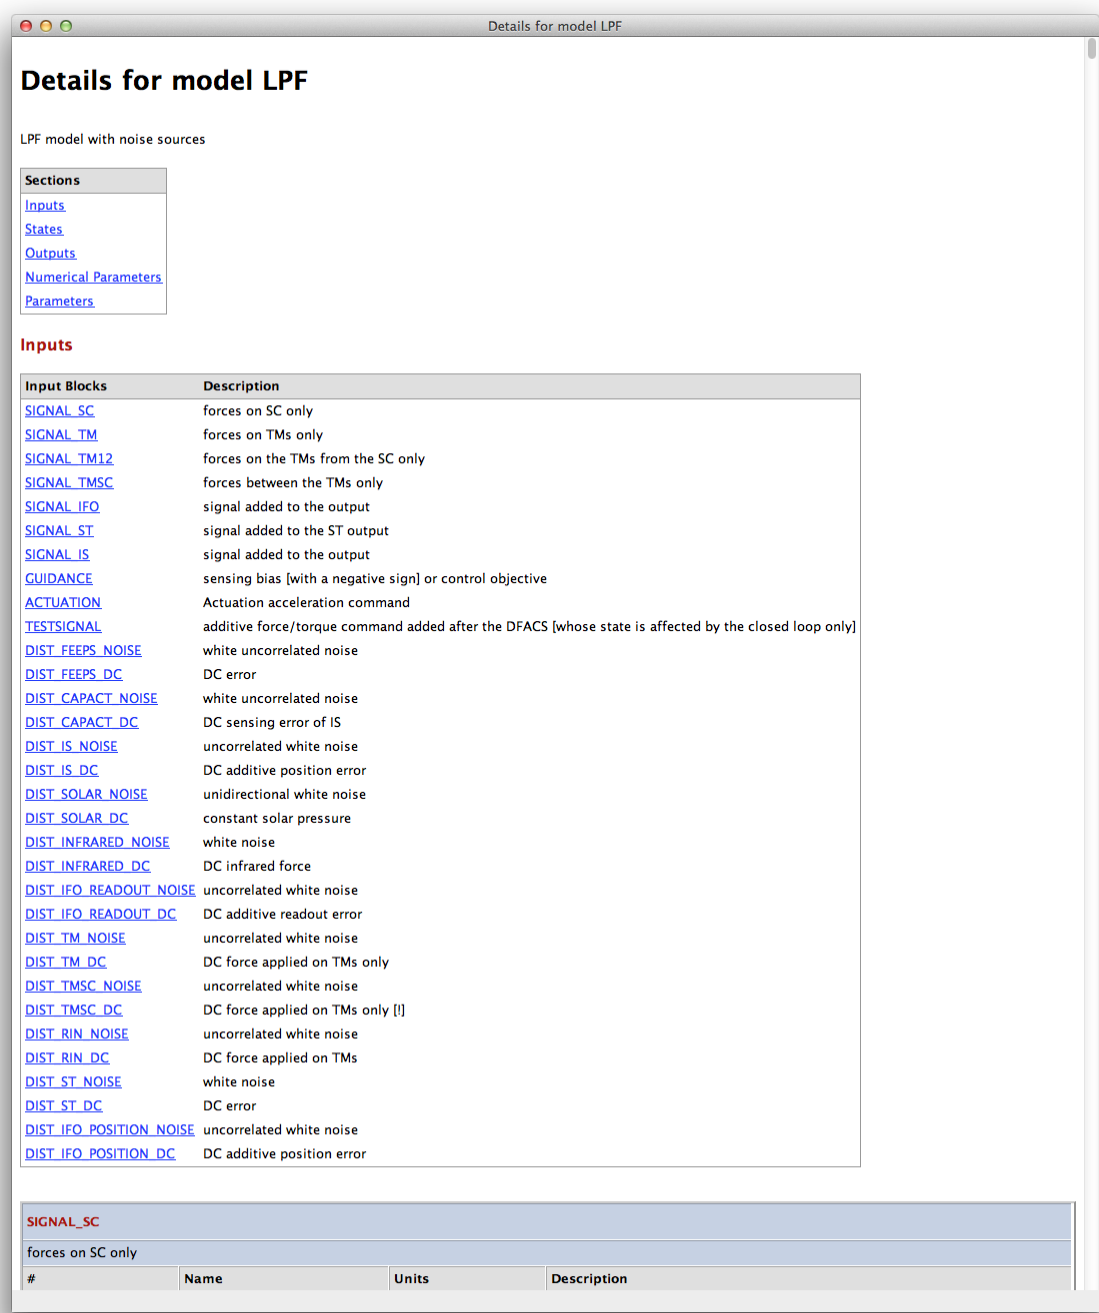 Details for model LPF
Details for model LPF
LPF model with noise sources
Sections
Inputs
States
Outputs
Numerical Parameters
Parameters
Inputs
Input Blocks Description
SIGNAL_SC forces on SC only
SIGNAL_TM forces on TMs only
SIGNAL_TM12 forces on the TMs from the SC only
SIGNAL_TMSC forces between the TMs only
SIGNAL_IFO signal added to the output
SIGNAL_ST signal added to the ST output
SIGNAL_IS signal added to the output
GUIDANCE sensing bias [with a negative sign] or control objective
ACTUATION Actuation acceleration command
TESTSIGNAL additive force/torque command added after the DFACS [whose state is affected by the closed loop only]
DIST_FEEPS_NOISE white uncorrelated noise
DIST_FEEPS_DC DC error
DIST_CAPACT_NOISE white uncorrelated noise
DIST_CAPACT_DC DC sensing error of IS
DIST_IS_NOISE uncorrelated white noise
DIST_IS_DC DC additive position error
DIST_SOLAR_NOISE unidirectional white noise
DIST_SOLAR_DC constant solar pressure
DIST_INFRARED_NOISE white noise
DIST_INFRARED_DC DC infrared force
DIST_IFO_READOUT_NOISE uncorrelated white noise
DIST_IFO_READOUT_DC DC additive readout error
DIST_TM_NOISE uncorrelated white noise
DIST_TM_DC DC force applied on TMs only
DIST_TMSC_NOISE uncorrelated white noise
DIST_TMSC_DC DC force applied on TMs only [!]
DIST_RIN_NOISE uncorrelated white noise
DIST_RIN_DC DC force applied on TMs
DIST_ST_NOISE white noise
DIST_ST_DC DC error
DIST_IFO_POSITION_NOISE uncorrelated white noise
DIST_IFO_POSITION_DC DC additive position error
SIGNAL_SC
forces on SC only
# Name Units Description